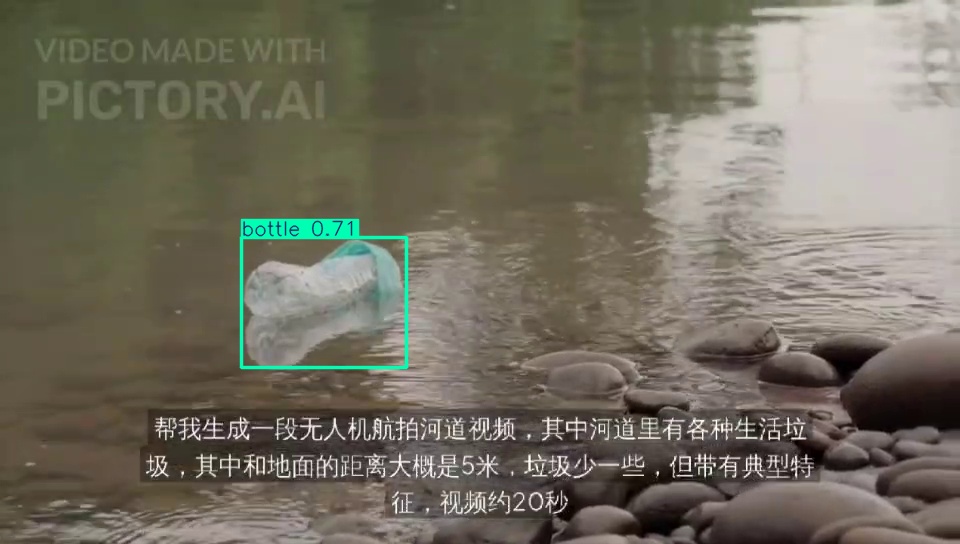 VIDEO MADE WITH
PICTORY.AI
bottle 0.71
帮我生成一段无人机航拍河道视频，其中河道里有各种生活垃
圾，其中和地面的距离大概是5米，垃圾少一些，但带有典型特
征，视频约20秒